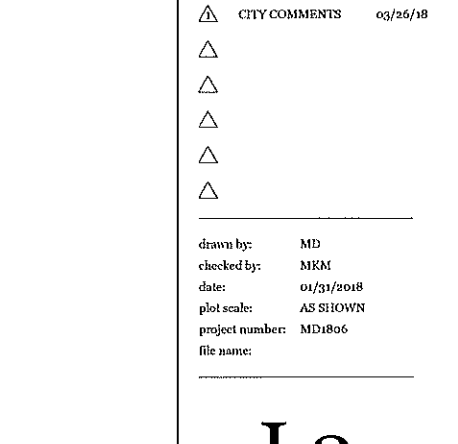 1 CITY COMMENTS 03/26/18
drawn by: MD
checked by: MKM
date: 01/31/2018
plot scale: AS SHOWN
project number: MD1806
file name: